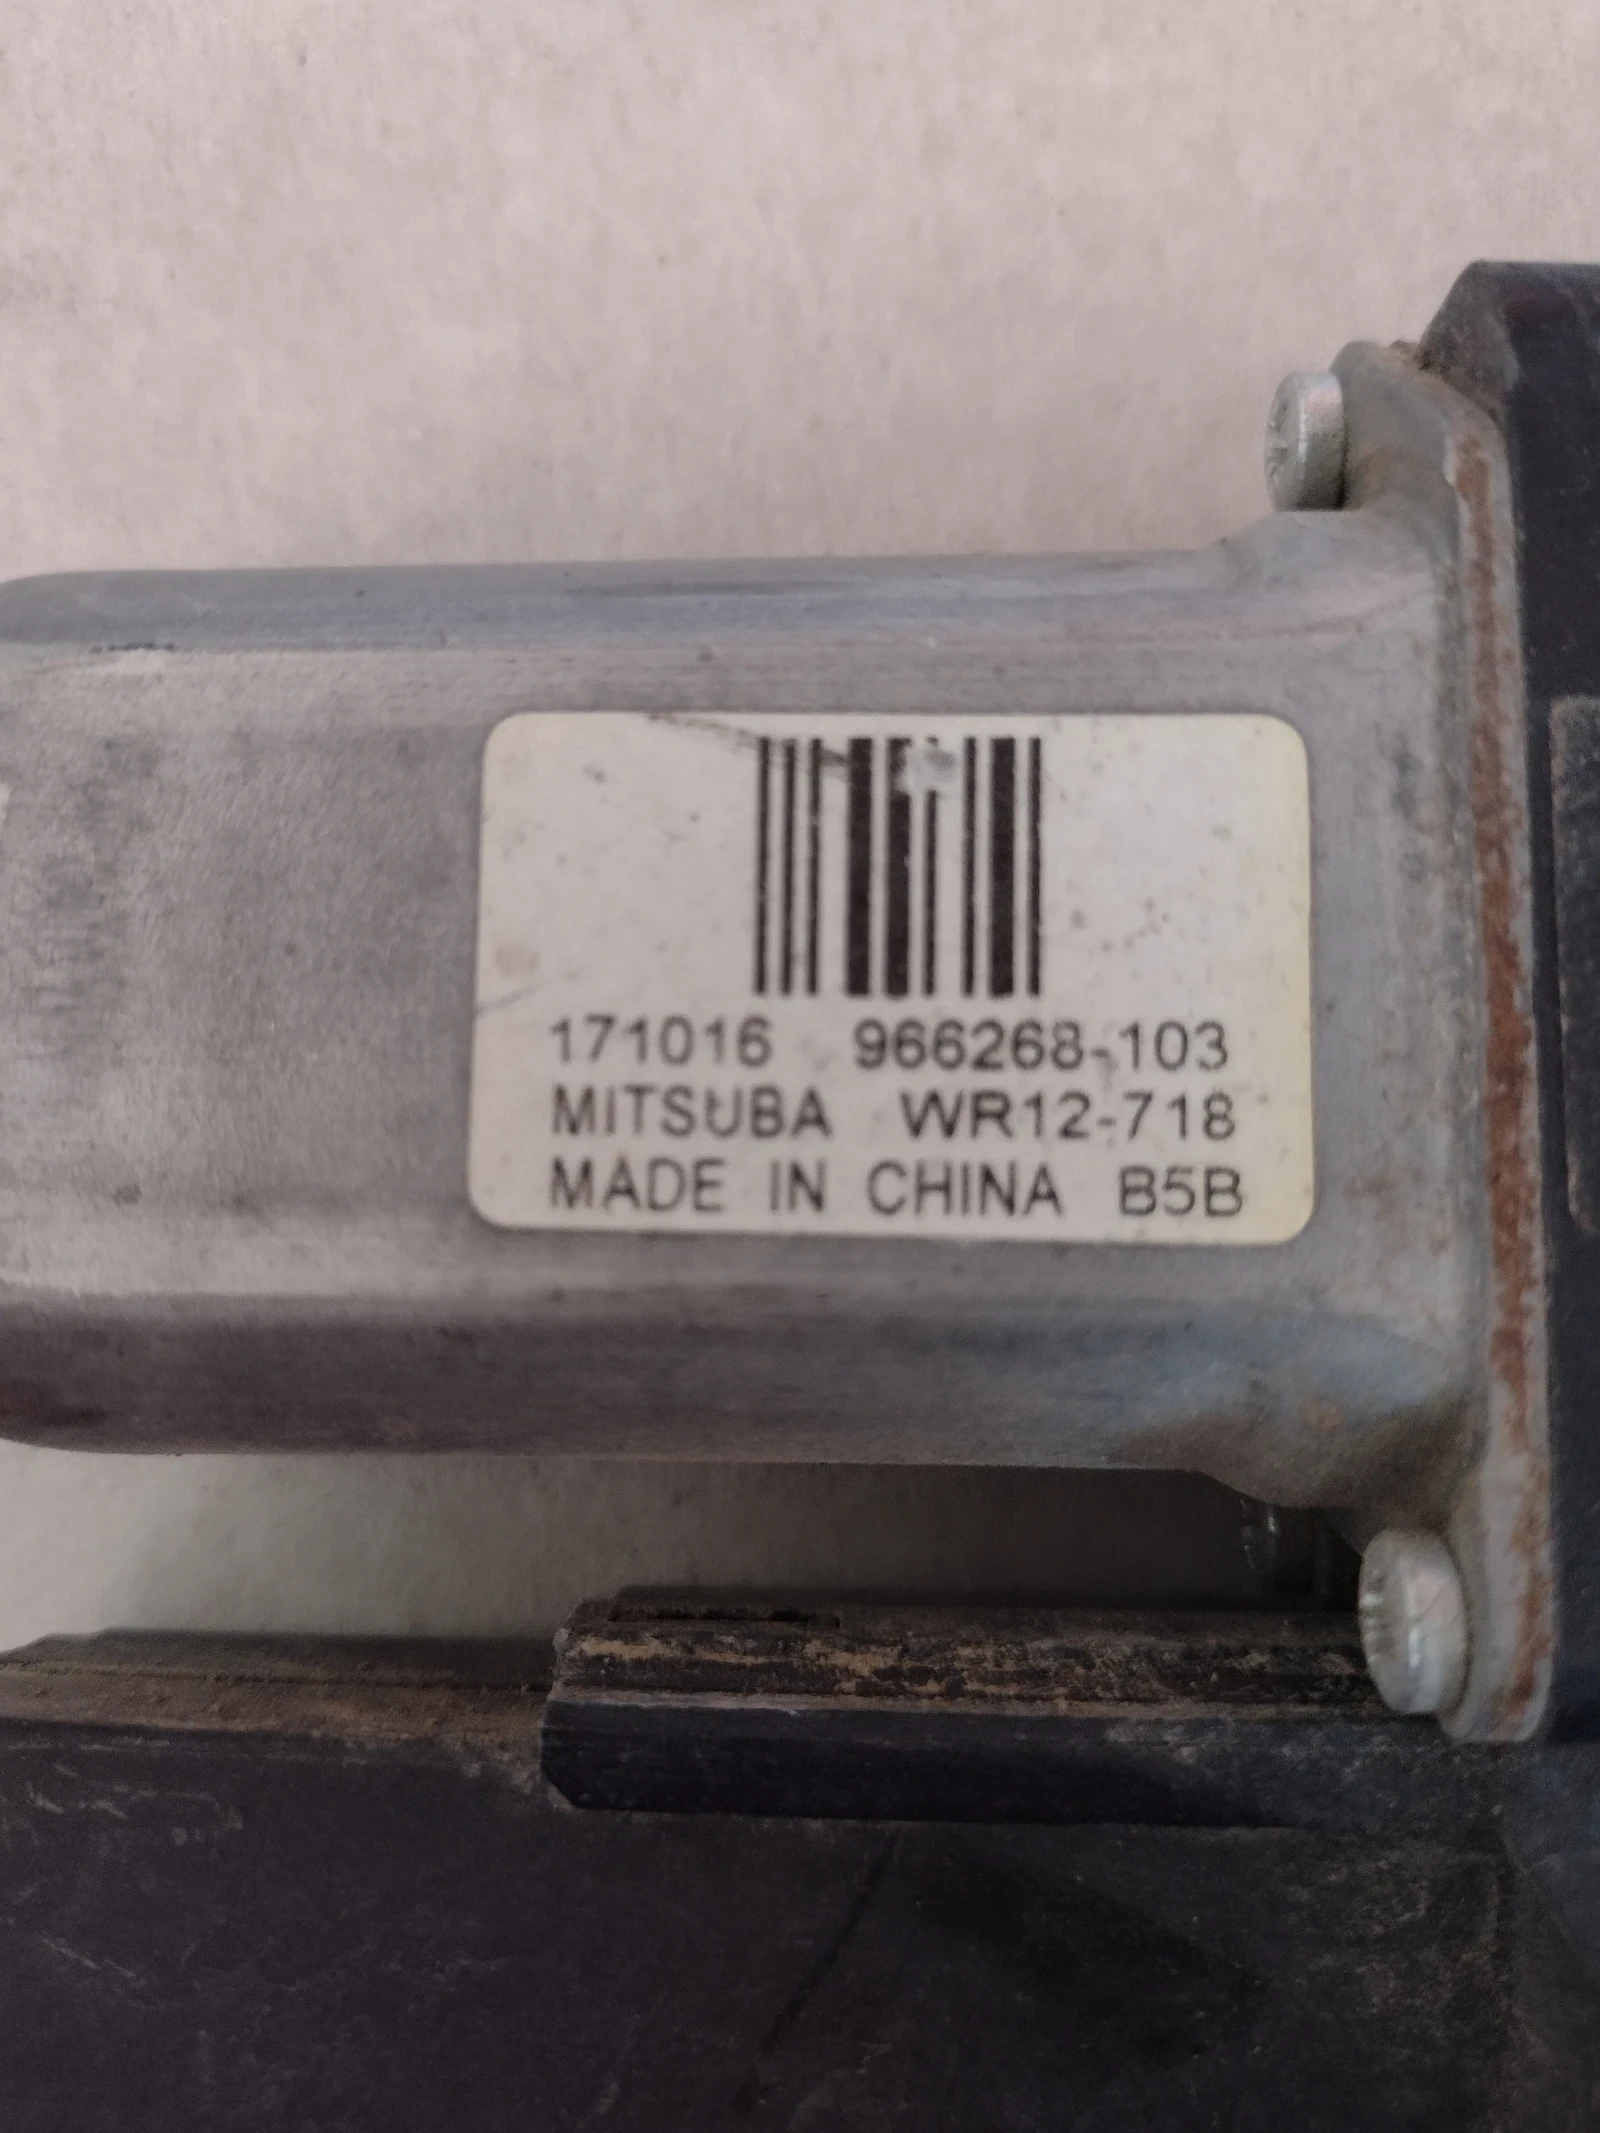 171016 966268-103
MITSUBA WR12-718
MADE IN CHINA B5B